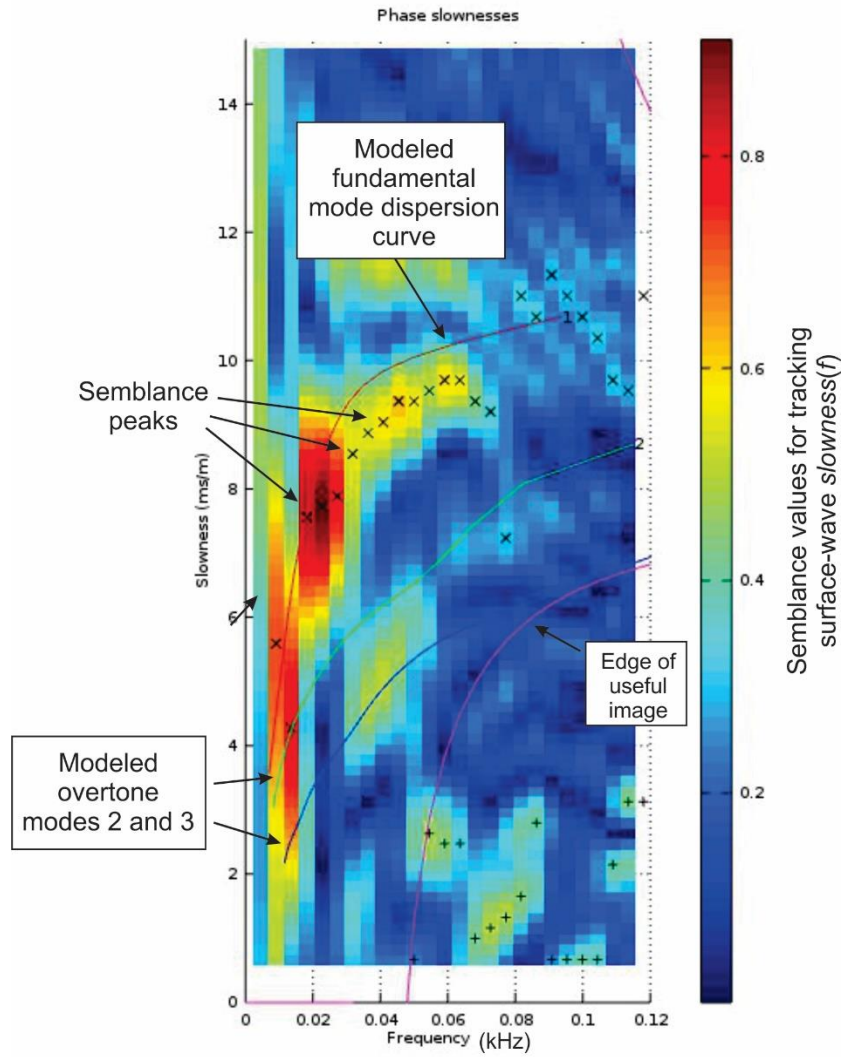 Phase slownesses
14
12
10
8
6
4
2
0
Slowness (ms/m)
0
0.02
0.04
0.06
0.08
0.1
0.12
Frequency (kHz)
Modeled
fundamental
mode dispersion
curve
Semblance
peaks
1
2
Edge of
useful
image
Modeled
overtone
modes 2 and 3
0.8
0.6
0.4
0.2
Semblance values for tracking
surface-wave slowness(f)